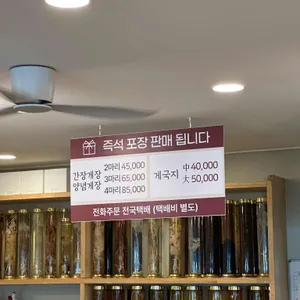 즉석 포장 판매 됩니다
간장게장
양념게장
2마리 45,000
3마리 65,000
4마리 85,000
게국지
中 40,000
大 50,000
전화주문 전국택배 (택배비 별도)